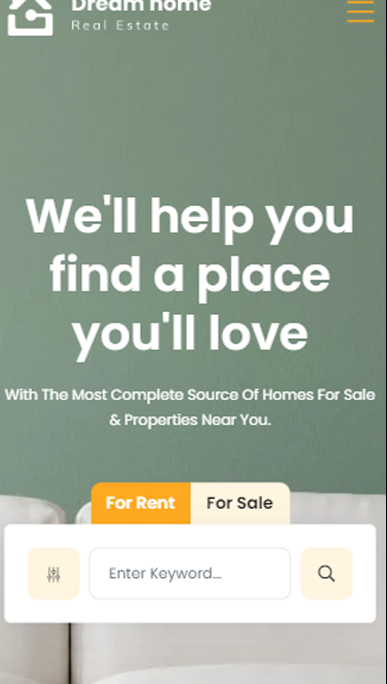 Dream home
Real Estate
We'll help you
find a place
you'll love
With The Most Complete Source Of Homes For Sale
& Properties Near You.
For Rent For Sale
Enter Keyword...